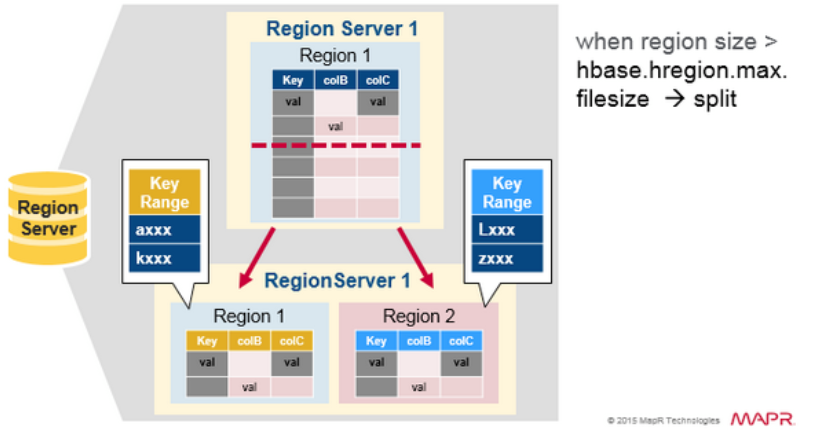 Region Server 1
Region 1
Key colB colC
val val
val
when region size >
hbase.hregion.max.
filesize → split
Region
Server
Key
Range
axxx
kxxx
Key
Range
Lxxx
zxxx
RegionServer 1
Region 1
Key colB colC
val val
val
Region 2
Key colB colC
val val
val
© 2015 MapR Technologies MAPR.